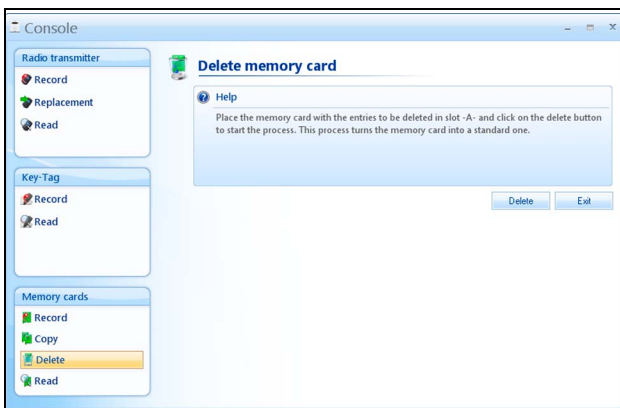 Console
Radio transmitter
Record
Replacement
Read
Key-Tag
Record
Read
Memory cards
Record
Copy
Delete
Read
Delete memory card
Help
Place the memory card with the entries to be deleted in slot -A- and click on the delete button
to start the process. This process turns the memory card into a standard one.
Delete
Exit